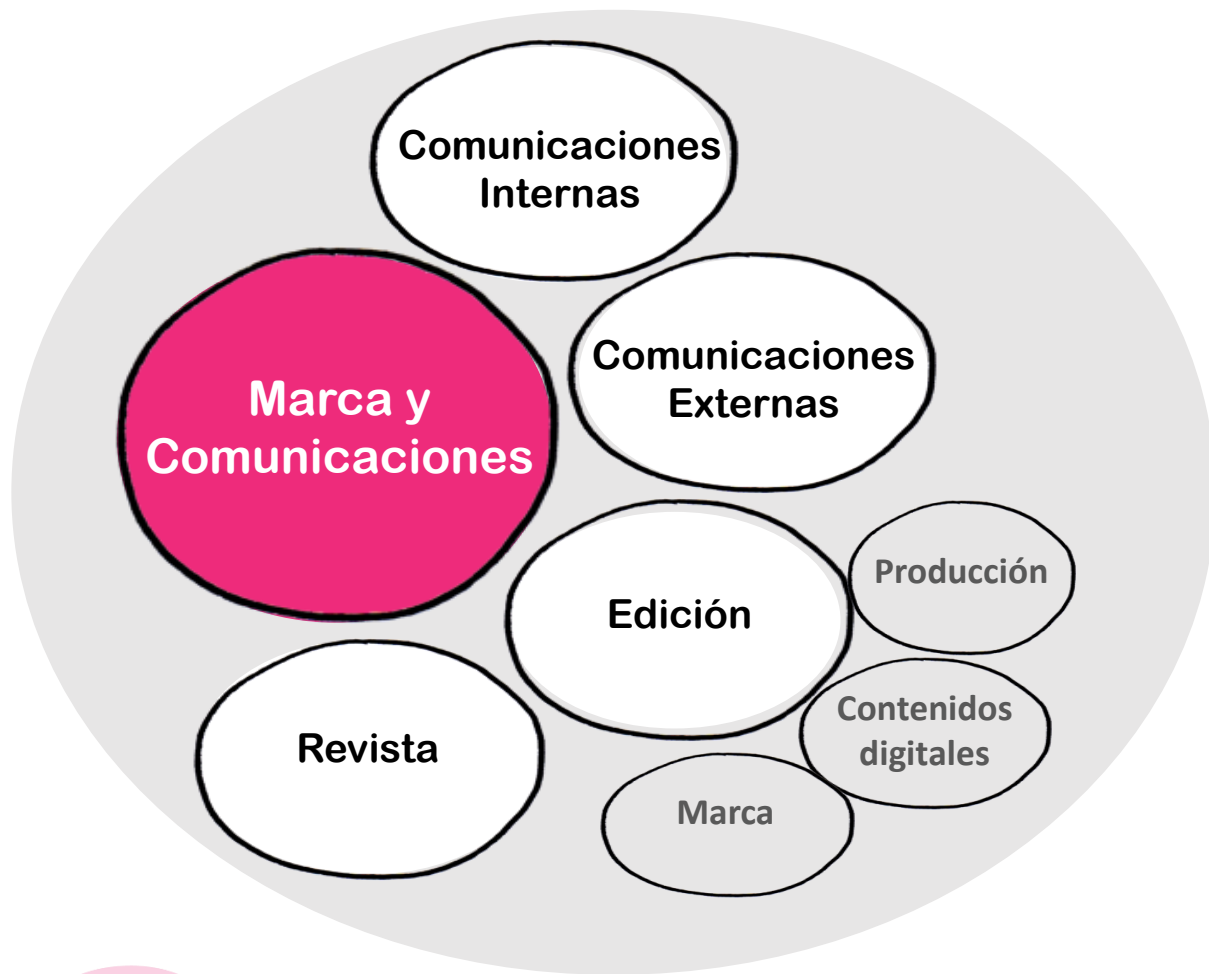 Comunicaciones
Internas
Comunicaciones
Externas
Marca y
Comunicaciones
Producción
Edición
Contenidos
digitales
Revista
Marca